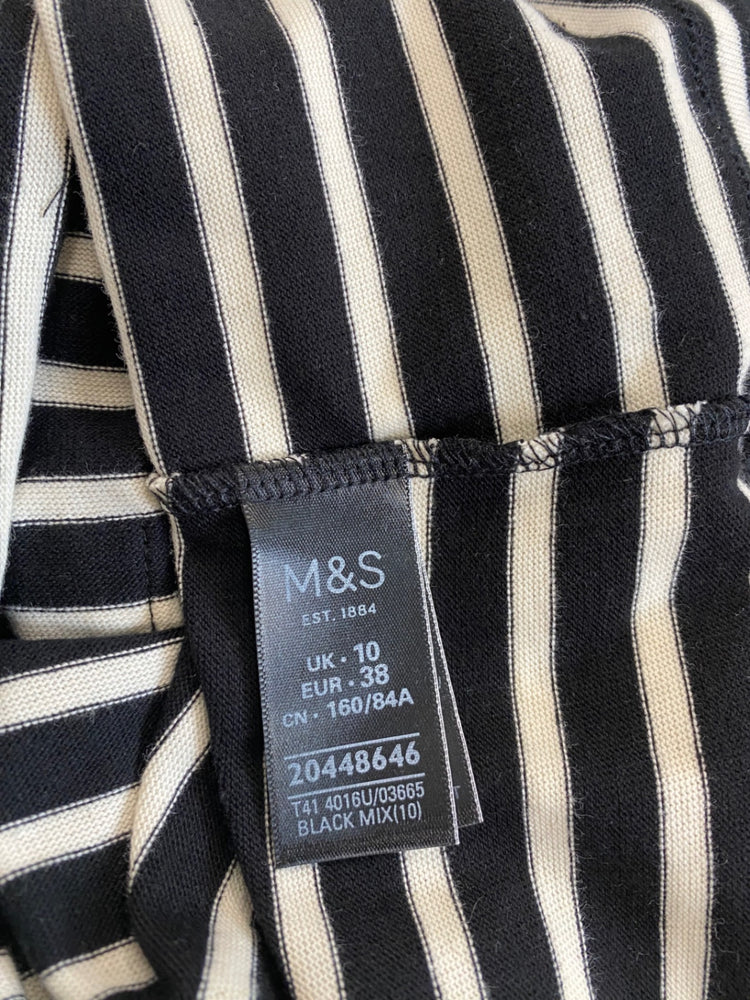 M&S
EST. 1884
UK • 10
EUR • 38
CN • 160/84A
20448646
T41 4016U/03665
BLACK MIX(10)